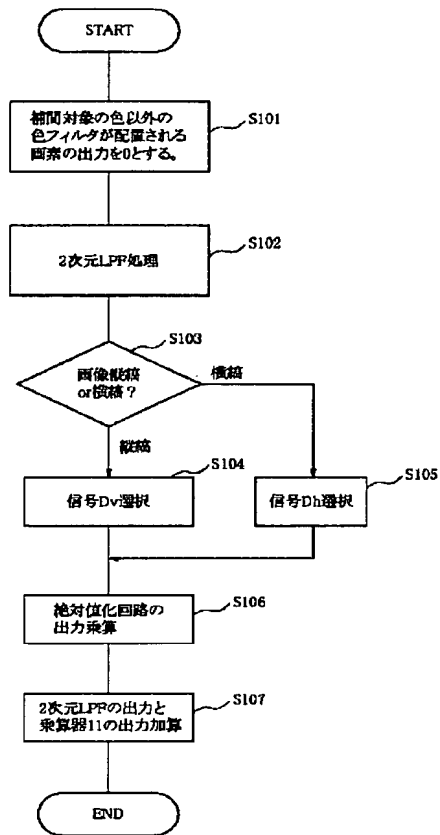 START
補間対象の色以外の
色フィルタが配置される
画素の出力を0とする。
S101
2次元LPF処理
S102
S103
画像縦縞
or横縞？
横縞
縦縞
S104
信号Dv選択
S105
信号Dh選択
S106
絶対値化回路の
出力乗算
S107
2次元LPFの出力と
乗算器11の出力加算
END